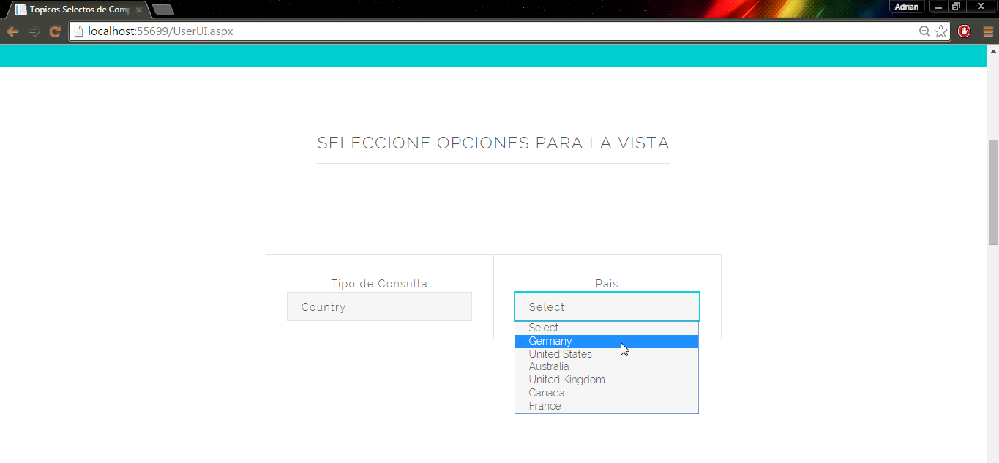 Topicos Selectos de Comp
Adrian
localhost:55699/UserUI.aspx
SELECCIONE OPCIONES PARA LA VISTA
Tipo de Consulta
Pais
Country
Select
Select
Germany
United States
Australia
United Kingdom
Canada
France